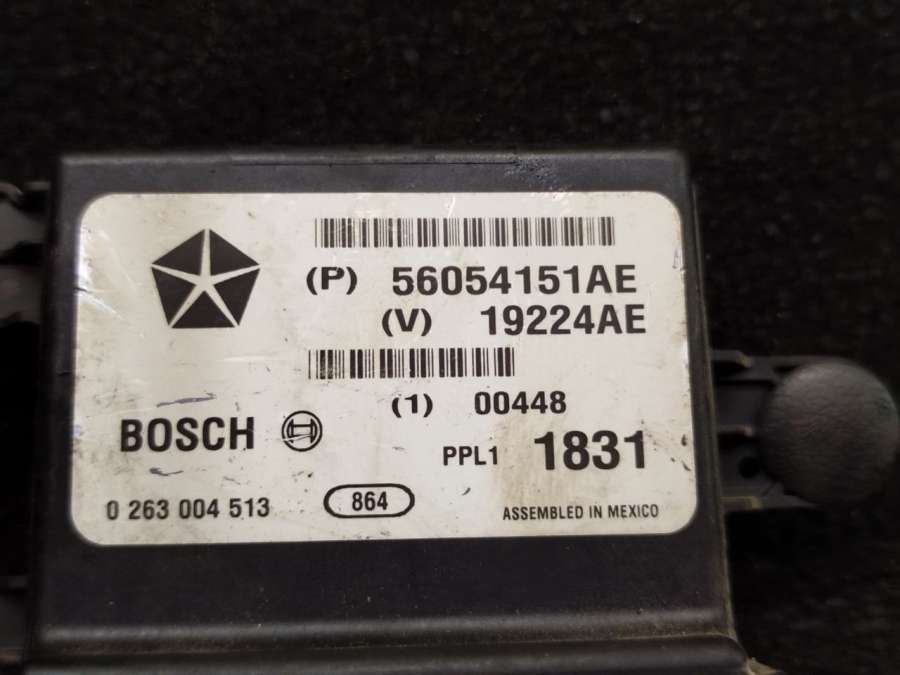 (P) 56054151AE
(V) 19224AE
(1) 00448
BOSCH
PPL1 1831
0 263 004 513
864
ASSEMBLED IN MEXICO